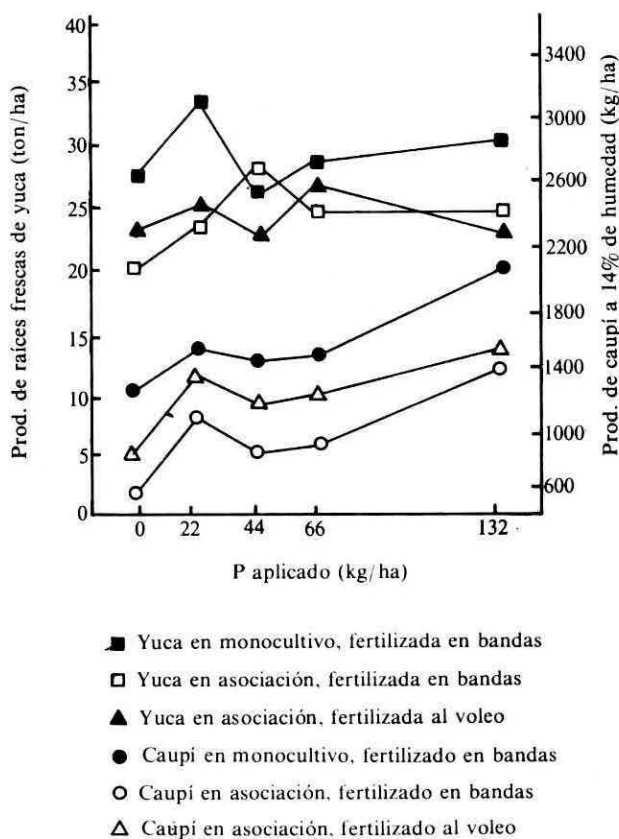 40
35
30
25
20
15
10
5
0
Prod. de raíces frescas de yuca (ton/ha)
3400
3000
2600
2200
1800
1400
1000
600
Prod. de caupí a 14% de humedad (kg/ha)
0 22 44 66 132
P aplicado (kg/ha)
Yuca en monocultivo, fertilizada en bandas
Yuca en asociación, fertilizada en bandas
Yuca en asociación, fertilizada al voleo
Caupí en monocultivo, fertilizado en bandas
Caupí en asociación, fertilizado en bandas
Caupí en asociación, fertilizado al voleo